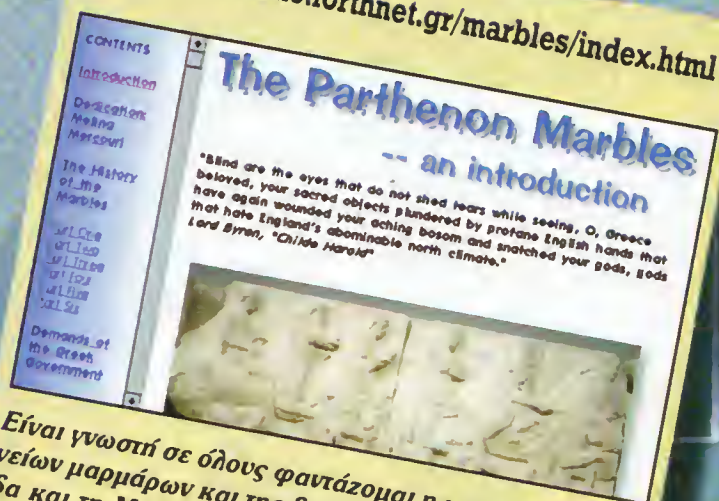 northnet.gr/marbles/index.html
CONTENTS
Introduction
Dedication:
Melina
Mercouri
The History
of the
Marbles
Demands of
the Greek
Government
The Parthenon Marbles
-- an introduction
"Blind are the eyes that do not shed tears while seeing, O, Greece
beloved, your sacred objects plundered by profane English hands that
have again wounded your aching bosom and snatched your gods, gods
that hate England's abominable north climate."
Lord Byron, "Childe Harold"
Είναι γνωστή σε όλους φαντάζομαι η
μαρμάρων και της
και τη